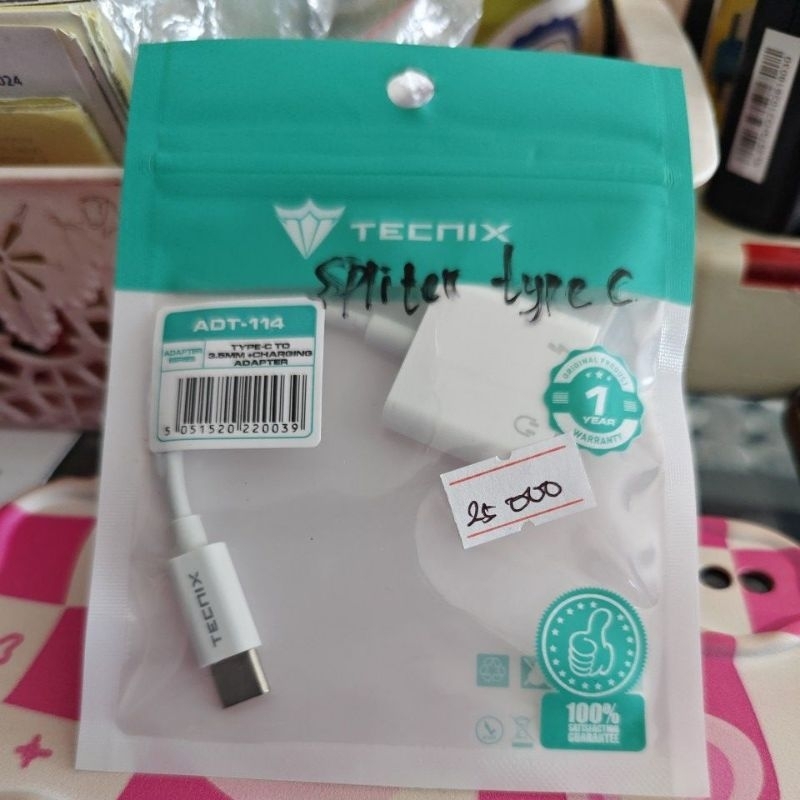 024
TECNIX
Spliter type c
ADT-114
ADAPTER
SERIES
TYPE-C TO
3.5MM +CHARGING
ADAPTER
5 051520 220039
ORIGINAL PRODUCT
1
YEAR
WARRANTY
25 000
TECNIX
100%
SATISFACTION
GUARANTEE